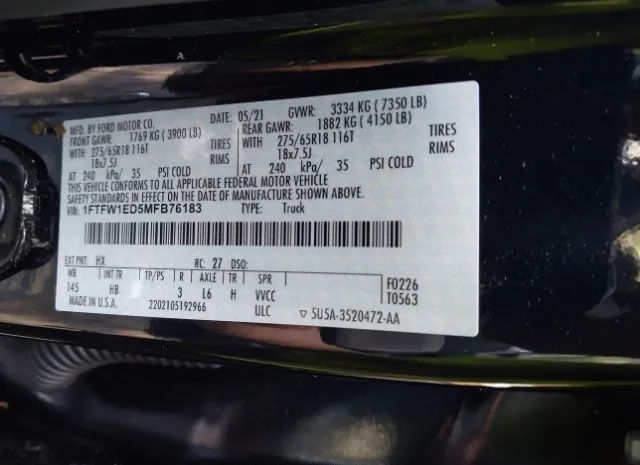 MFD. BY FORD MOTOR CO. DATE: 05/21 GVWR: 3334 KG ( 7350 LB)
FRONT GAWR: 1769 KG ( 3900 LB) REAR GAWR: 1882 KG ( 4150 LB)
WITH 275/65R18 116T TIRES WITH 275/65R18 116T TIRES
18x7.5J RIMS 18x7.5J RIMS
AT 240 kPa/ 35 PSI COLD AT 240 kPa/ 35 PSI COLD
THIS VEHICLE CONFORMS TO ALL APPLICABLE FEDERAL MOTOR VEHICLE
SAFETY STANDARDS IN EFFECT ON THE DATE OF MANUFACTURE SHOWN ABOVE.
VIN: 1FTFW1ED5MFB76183 TYPE: Truck
EXT PNT: HX RC: 27 DSO:
WB INT TR TP/PS R AXLE TR SPR
145 HB 3 L6 H VVCC F0226
MADE IN U.S.A. 2202105192966 ULC T0563
▽ 5U5A-3520472-AA